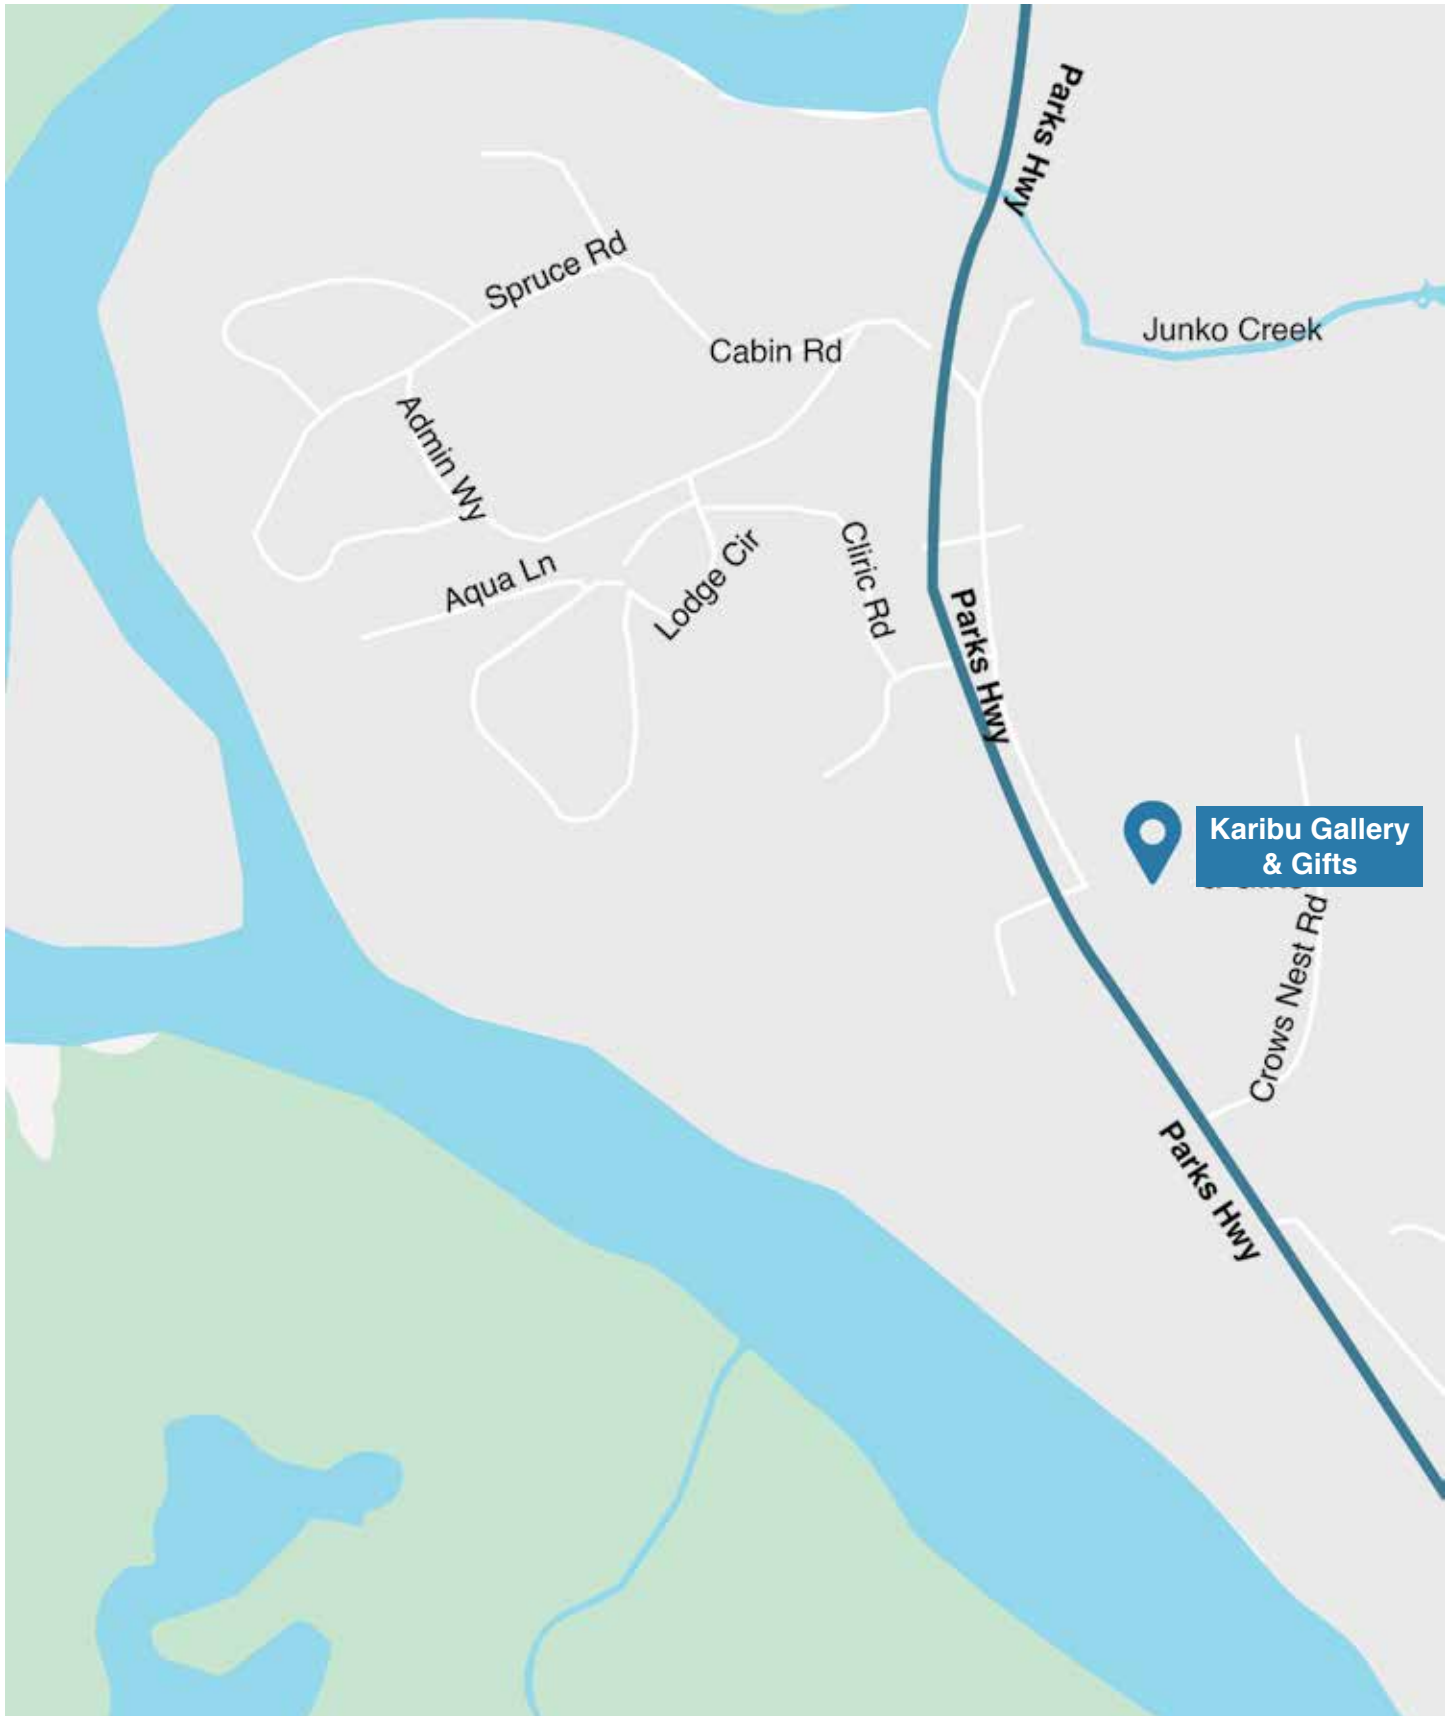 Parks Hwy
Spruce Rd
Junko Creek
Cabin Rd
Admin Wy
Aqua Ln
Lodge Cir
Cliric Rd
Parks Hwy
Karibu Gallery
& Gifts
Crows Nest Rd
Parks Hwy